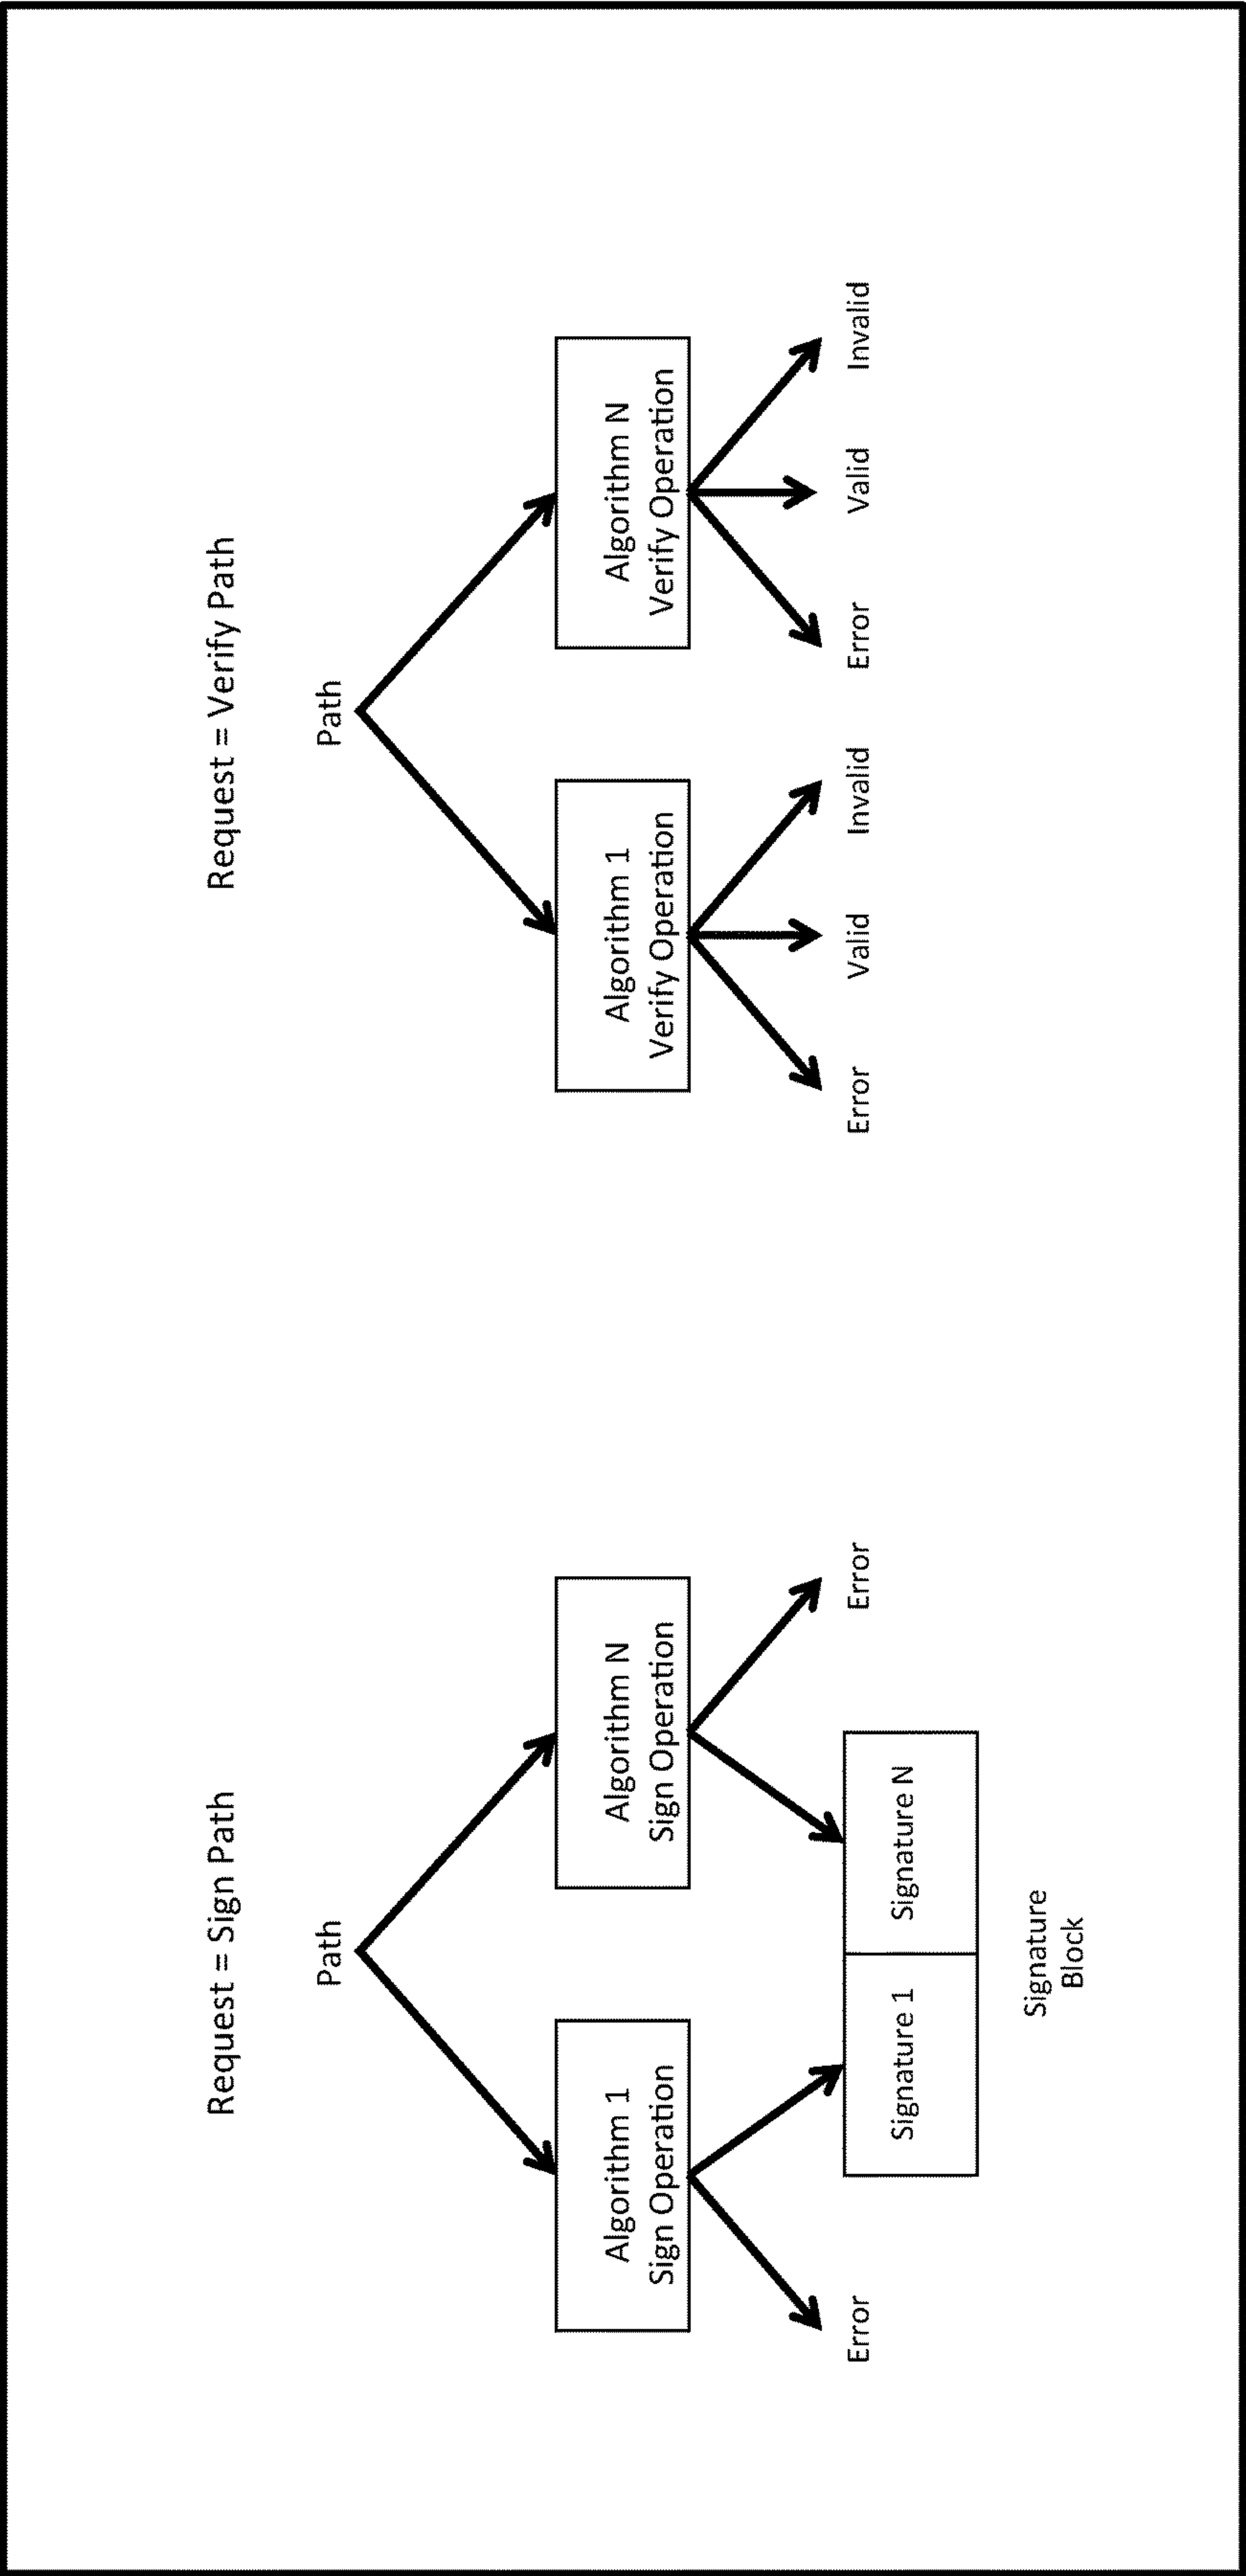 Request = Sign Path
Path
Algorithm 1
Sign Operation
Algorithm N
Sign Operation
Error
Signature 1
Signature N
Error
Signature
Block
Request = Verify Path
Path
Algorithm 1
Verify Operation
Algorithm N
Verify Operation
Error
Valid
Invalid
Error
Valid
Invalid